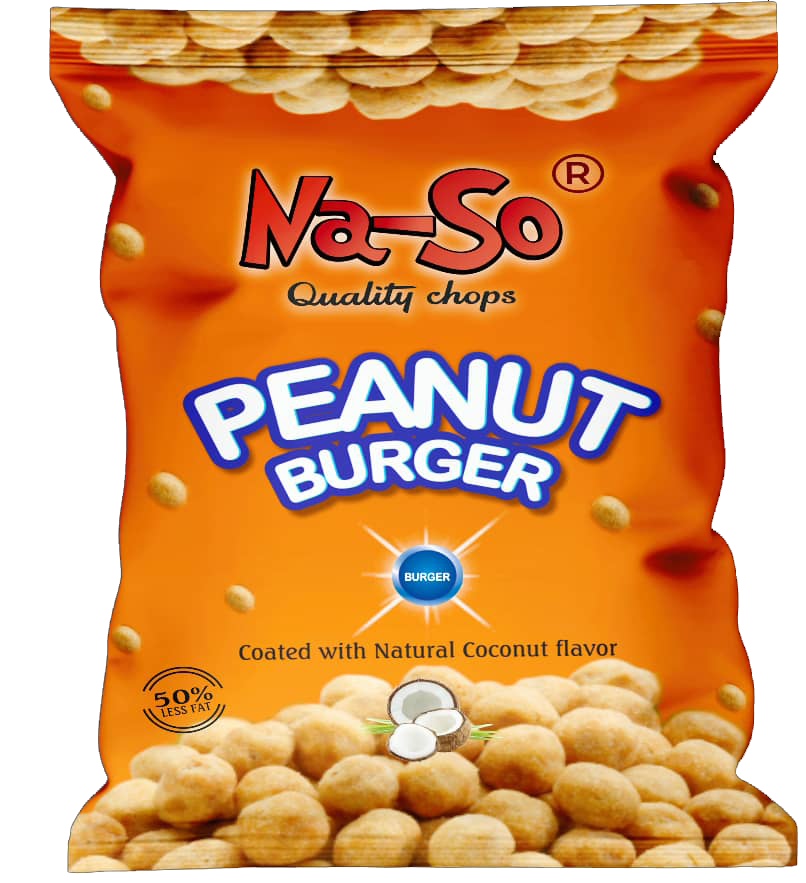 Na-So ®
Quality chops
PEANUT
BURGER
BURGER
Coated with Natural Coconut flavor
50%
LESS FAT